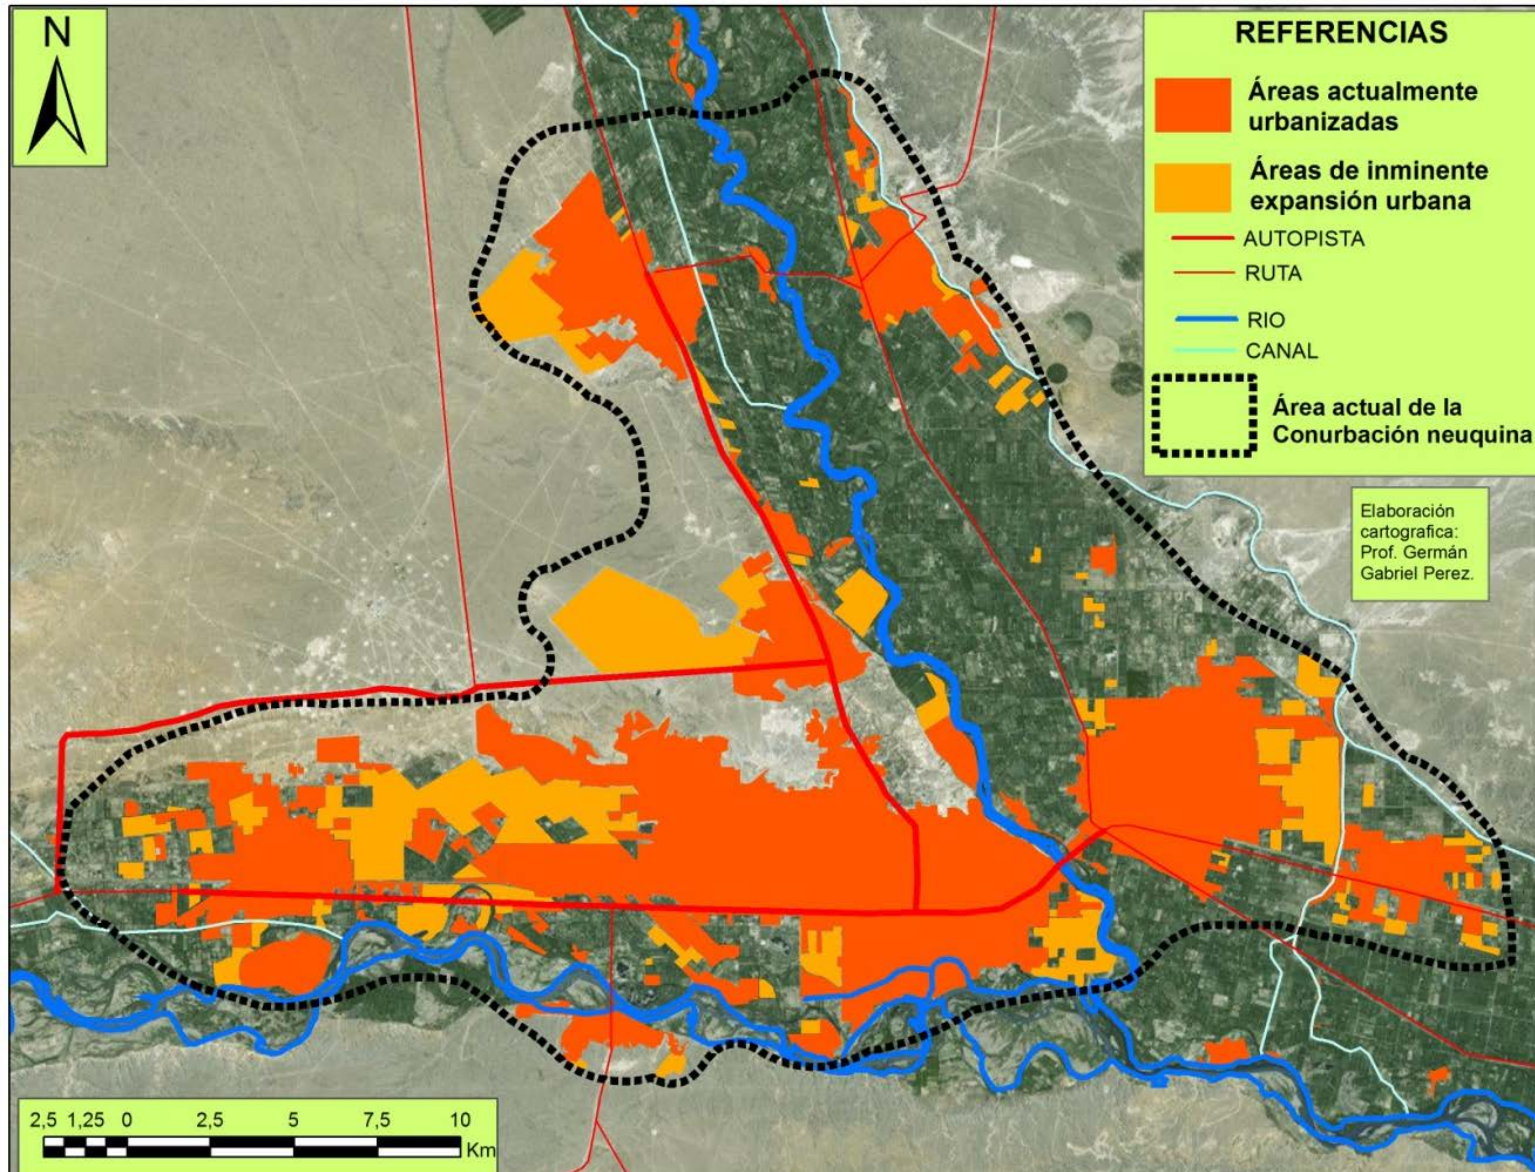 N
REFERENCIAS
Áreas actualmente
urbanizadas
Áreas de inminente
expansión urbana
AUTOPISTA
RUTA
RIO
CANAL
Área actual de la
Conurbación neuquina
Elaboración
cartografica:
Prof. Germán
Gabriel Perez.
2,5 1,25 0 2,5 5 7,5 10
Km